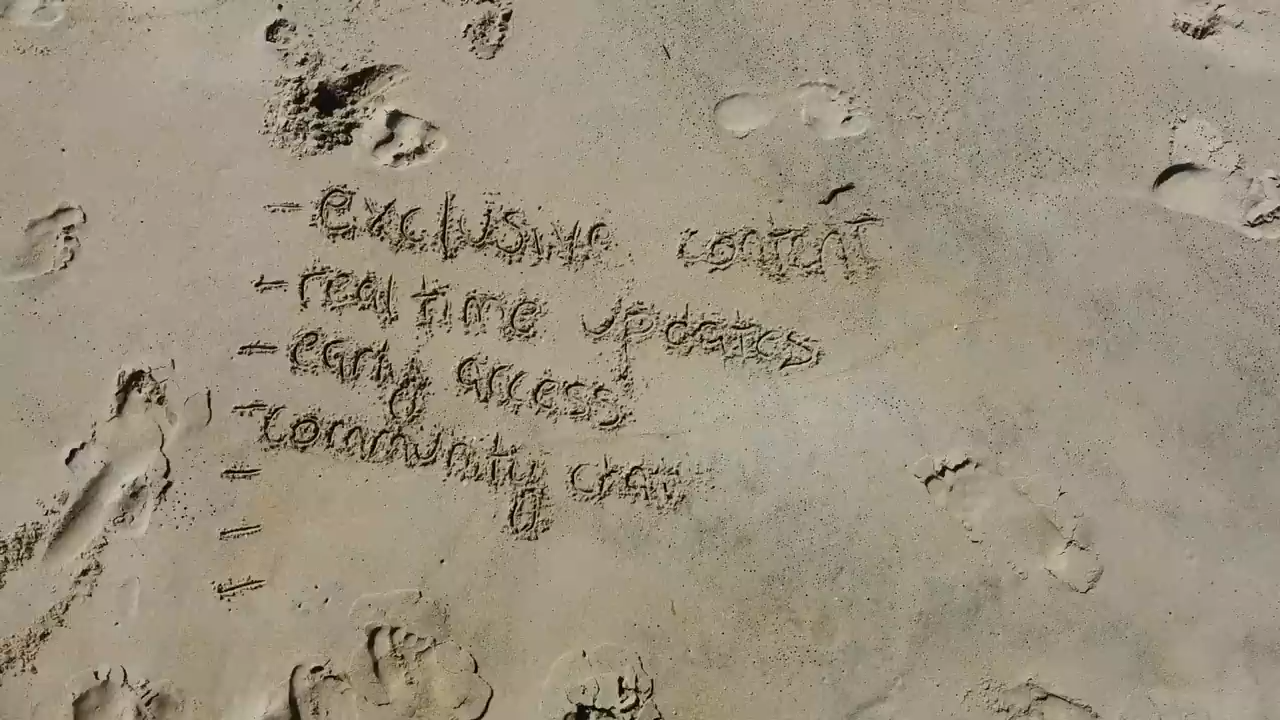 - Exclusive content
- real time updates
- early access
- community chat
-
-
-